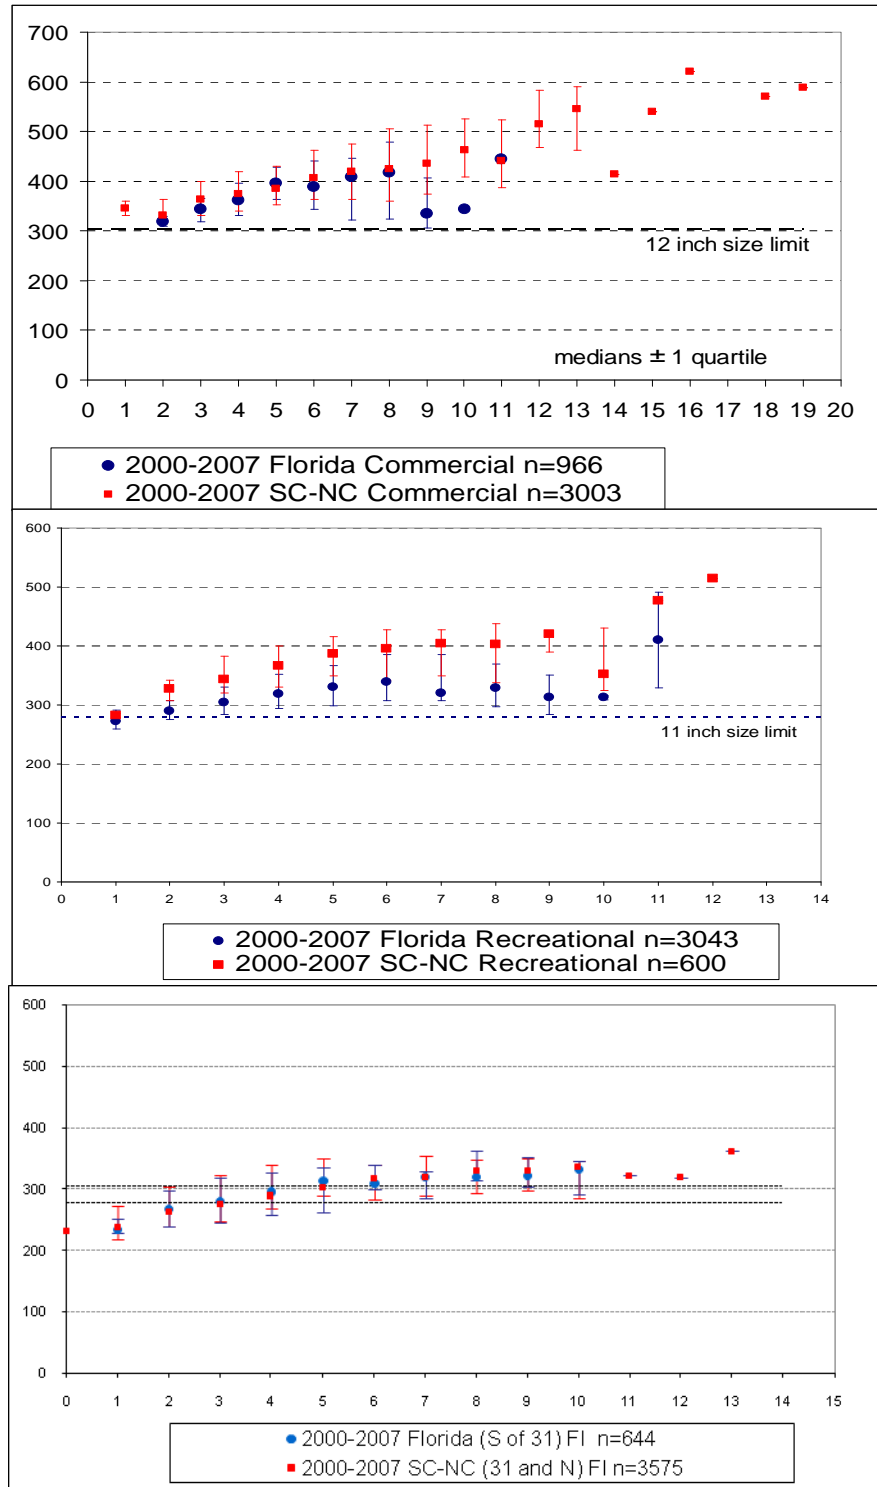 700
600
500
400
300
12 inch size limit
200
100
medians ± 1 quartile
0
0 1 2 3 4 5 6 7 8 9 10 11 12 13 14 15 16 18 19 20
2000-2007 Florida Commercial n=966
2000-2007 SC-NC Commercial n=3003
600
500
400
300
11 inch size limit
200
100
0
0 1 2 3 4 5 6 7 8 9 10 11 12 13 14
2000-2007 Florida Recreational n=3043
2000-2007 SC-NC Recreational n=600
600
500
400
300
200
100
0
0 1 2 3 4 5 6 7 8 9 10 11 12 13 14 15
2000-2007 Florida (S of 31) FI n=644
2000-2007 SC-NC (31 and N) FI n=3575